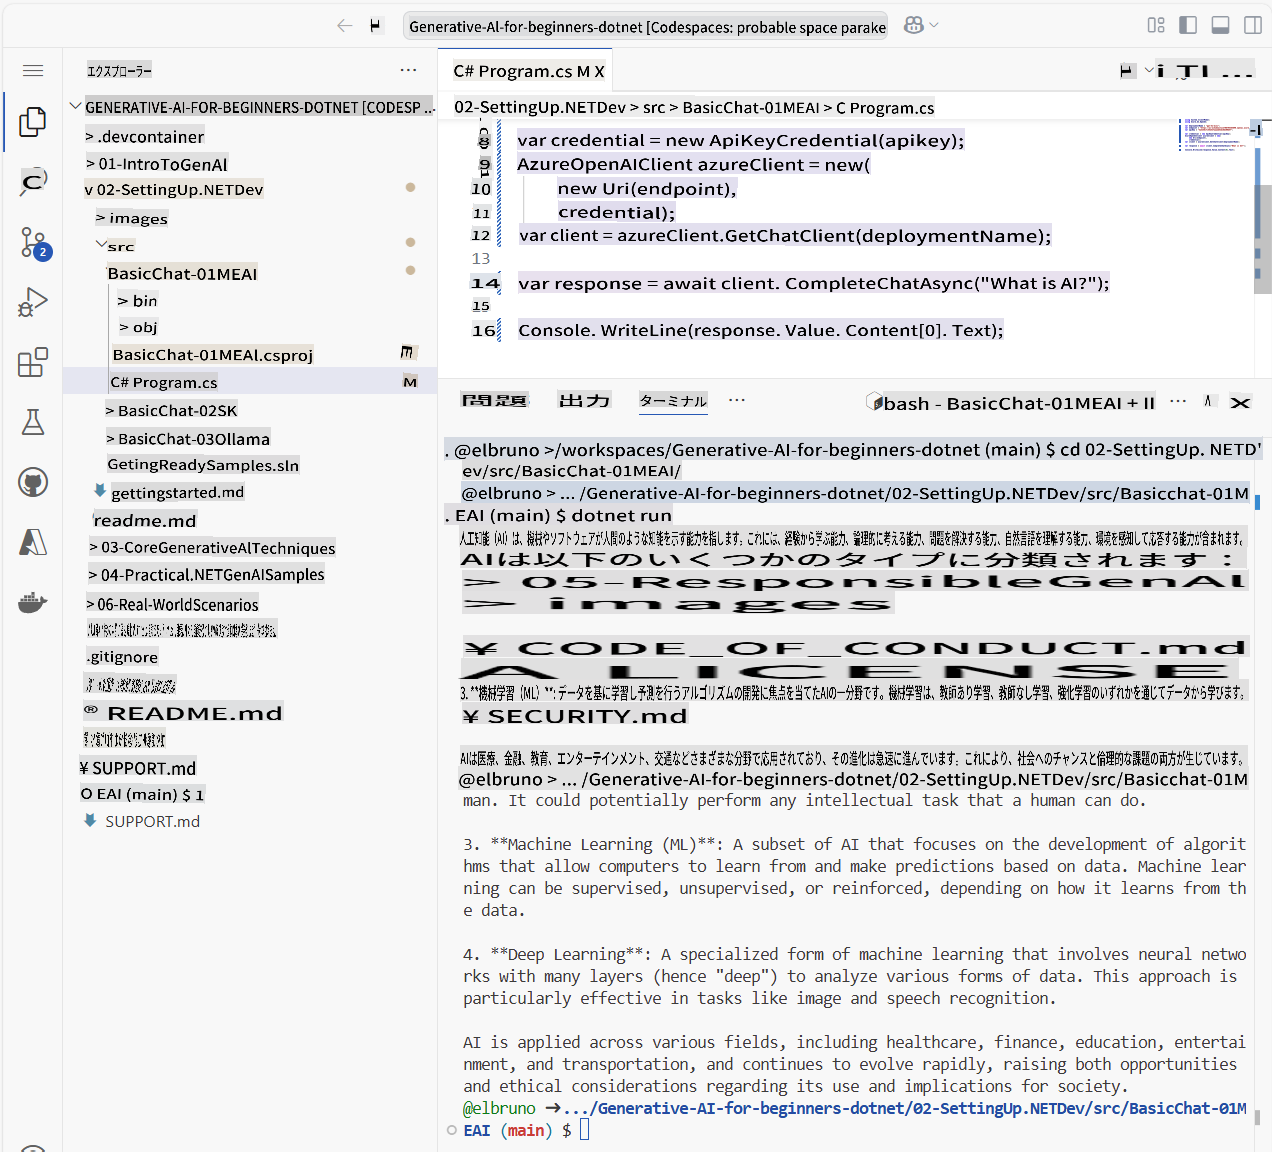 Generative-AI-for-beginners-dotnet [Codespaces: probable space parake
エクスプローラー
GENERATIVE-AI-FOR-BEGINNERS-DOTNET [CODESP ...
> .devcontainer
> 01-IntroToGenAI
v 02-SettingUp.NETDev
> images
src
BasicChat-01MEAI
> bin
> obj
BasicChat-01MEAI.csproj
C# Program.cs M
> BasicChat-02SK
> BasicChat-03Ollama
GetingReadySamples.sln
gettingstarted.md
readme.md
> 03-CoreGenerativeAITechniques
> 04-Practical.NETGenAISamples
> 06-Real-WorldScenarios
.gitignore
® README.md
¥ SUPPORT.md
O EAI (main) $ 1
SUPPORT.md
2
C# Program.cs M X
02-SettingUp.NETDev > src > BasicChat-01MEAI > C Program.cs
var credential = new ApiKeyCredential(apikey);
AzureOpenAIClient azureClient = new(
10 new Uri(endpoint),
11 credential);
12 var client = azureClient.GetChatClient(deploymentName);
13
14 var response = await client. CompleteChatAsync("What is AI?");
15
16 Console. WriteLine(response. Value. Content[0]. Text);
問題 出力 ターミナル ...
bash - BasicChat-01MEAI + II ... ^ X
. @elbruno >/workspaces/Generative-AI-for-beginners-dotnet (main) $ cd 02-SettingUp. NETD'
ev/src/BasicChat-01MEAI/
@elbruno > ... /Generative-AI-for-beginners-dotnet/02-SettingUp.NETDev/src/Basicchat-01M
. EAI (main) $ dotnet run
人工知能（AI）は、機械やソフトウェアが人間のような知能を示す能力を指します。これには、経験から学ぶ能力、論理的に考える能力、問題を解決する能力、自然言語を理解する能力、環境を感知して応答する能力が含まれます。
AIは以下のいくつかのタイプに分類されます：
> 05-ResponsibleGenAI
> images
¥ CODE_OF_CONDUCT.md
A LICENSE
3. **機械学習（ML）**: データを基に学習し予測を行うアルゴリズムの開発に焦点を当てたAIの一分野です。機械学習は、教師あり学習、教師なし学習、強化学習のいずれかを通じてデータから学びます。
¥ SECURITY.md
AIは医療、金融、教育、エンターテインメント、交通などさまざまな分野で応用されており、その進化は急速に進んでいます。これにより、社会へのチャンスと倫理的な課題の両方が生じています。
@elbruno > ... /Generative-AI-for-beginners-dotnet/02-SettingUp.NETDev/src/Basicchat-01M
man. It could potentially perform any intellectual task that a human can do.
3. **Machine Learning (ML)**: A subset of AI that focuses on the development of algorit
hms that allow computers to learn from and make predictions based on data. Machine lear
ning can be supervised, unsupervised, or reinforced, depending on how it learns from th
e data.
4. **Deep Learning**: A specialized form of machine learning that involves neural netwo
rks with many layers (hence "deep") to analyze various forms of data. This approach is
particularly effective in tasks like image and speech recognition.
AI is applied across various fields, including healthcare, finance, education, entertai
nment, and transportation, and continues to evolve rapidly, raising both opportunities
and ethical considerations regarding its use and implications for society.
@elbruno ➜.../Generative-AI-for-beginners-dotnet/02-SettingUp.NETDev/src/BasicChat-01M
EAI (main) $